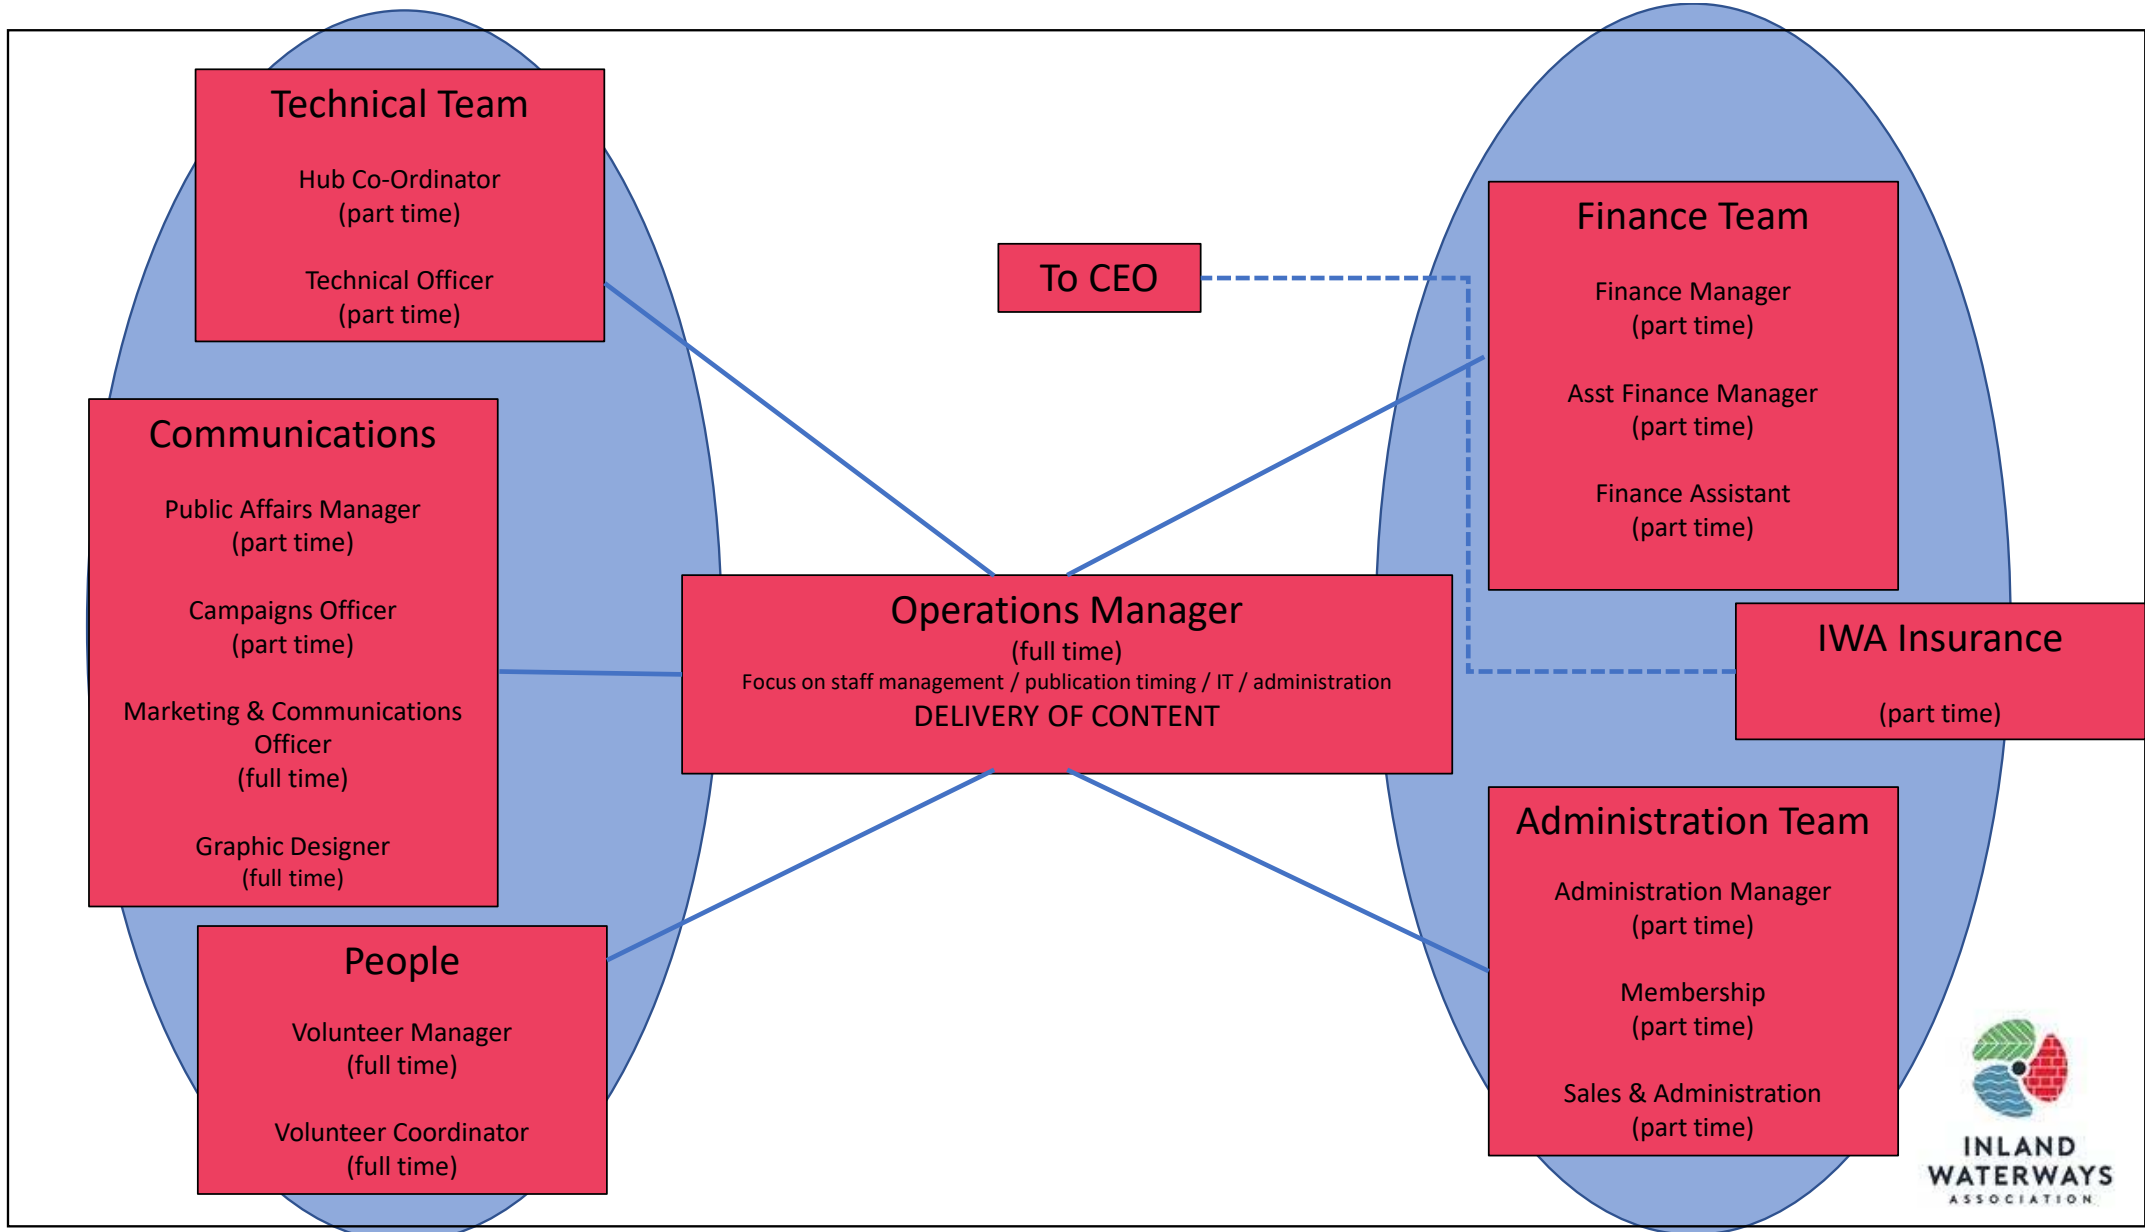 Technical Team
Hub Co-Ordinator
(part time)
Technical Officer
(part time)
Communications
Public Affairs Manager
(part time)
Campaigns Officer
(part time)
Marketing & Communications
Officer
(full time)
Graphic Designer
(full time)
People
Volunteer Manager
(full time)
Volunteer Coordinator
(full time)
To CEO
Operations Manager
(full time)
Focus on staff management / publication timing / IT / administration
DELIVERY OF CONTENT
Finance Team
Finance Manager
(part time)
Asst Finance Manager
(part time)
Finance Assistant
(part time)
IWA Insurance
(part time)
Administration Team
Administration Manager
(part time)
Membership
(part time)
Sales & Administration
(part time)
INLAND
WATERWAYS
ASSOCIATION